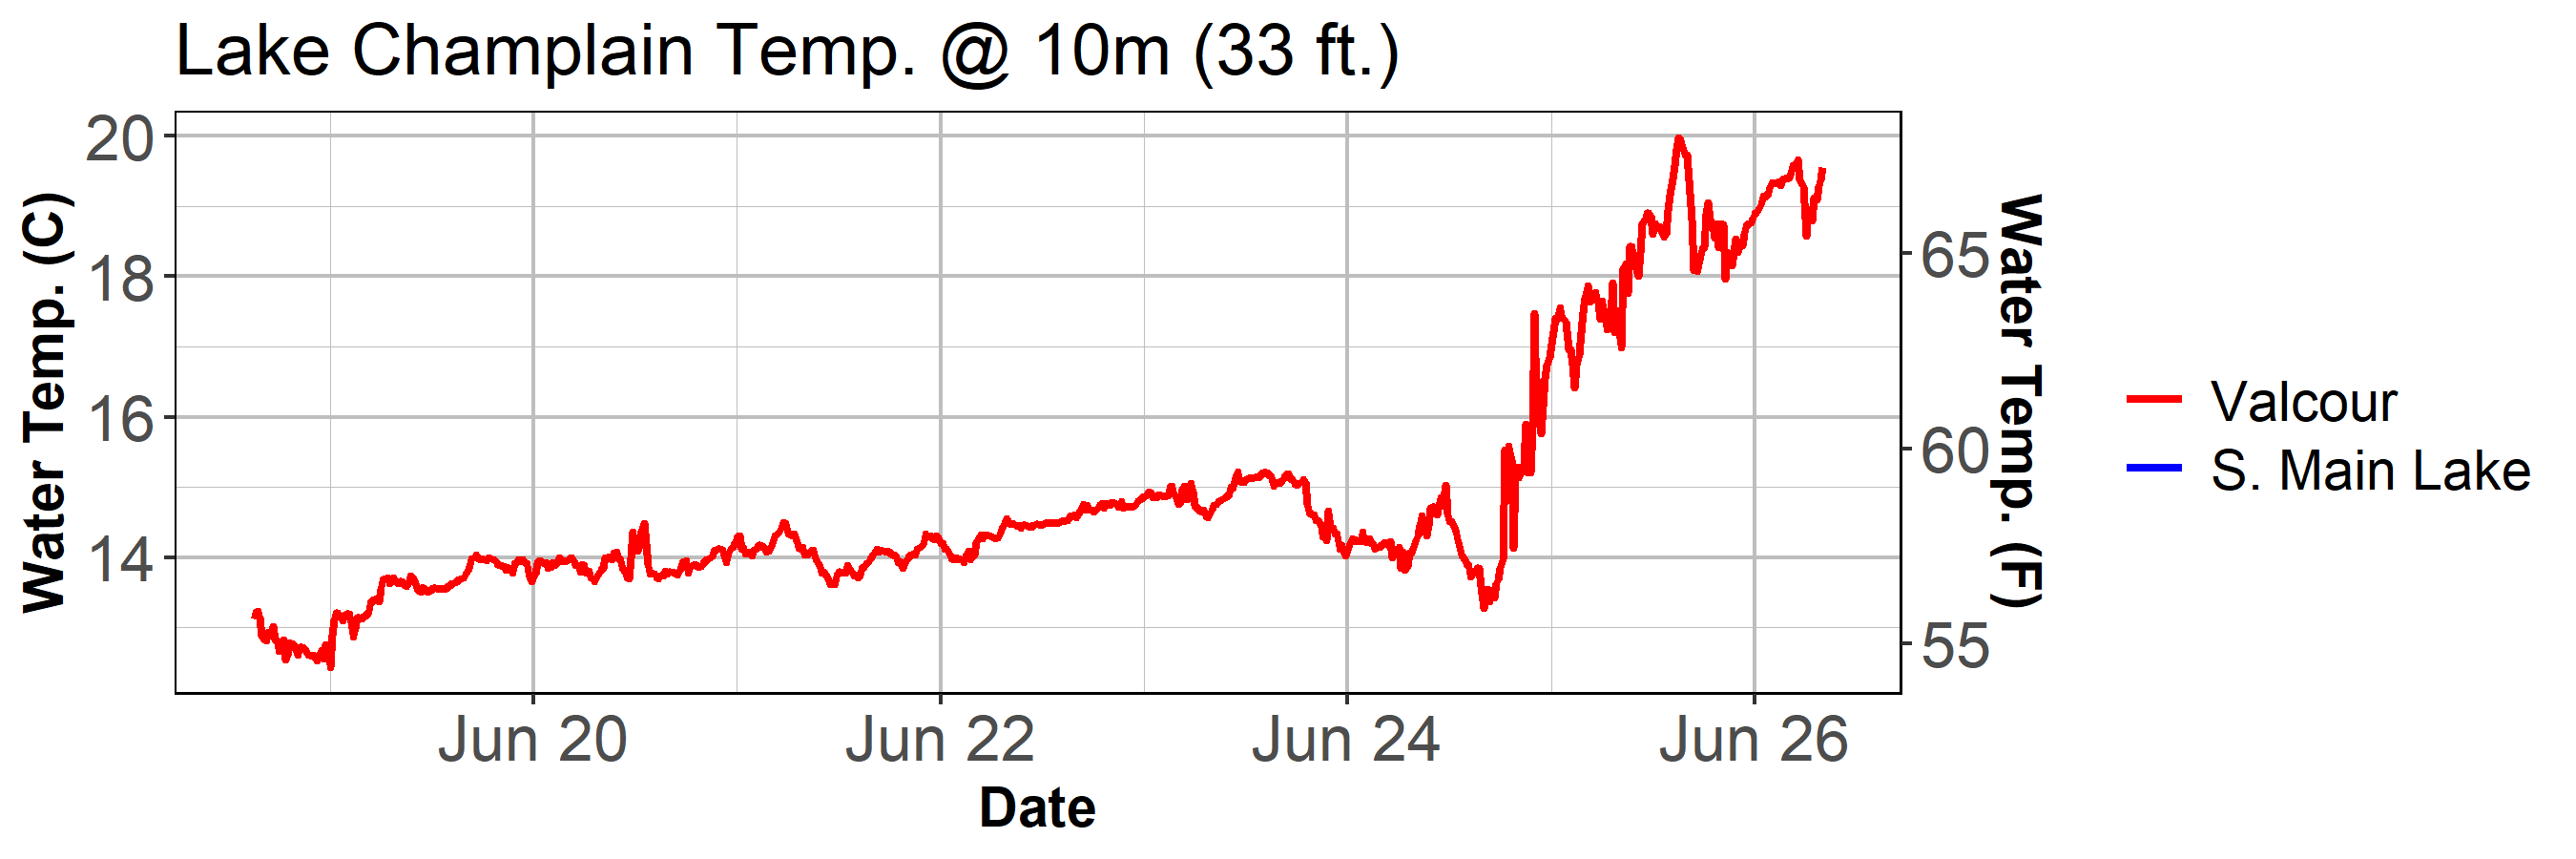 Lake Champlain Temp. @ 10m (33 ft.)
Water Temp. (C)
20
18
16
14
65
60
55
Water Temp. (F)
Jun 20 Jun 22 Jun 24 Jun 26
Date
Valcour
S. Main Lake